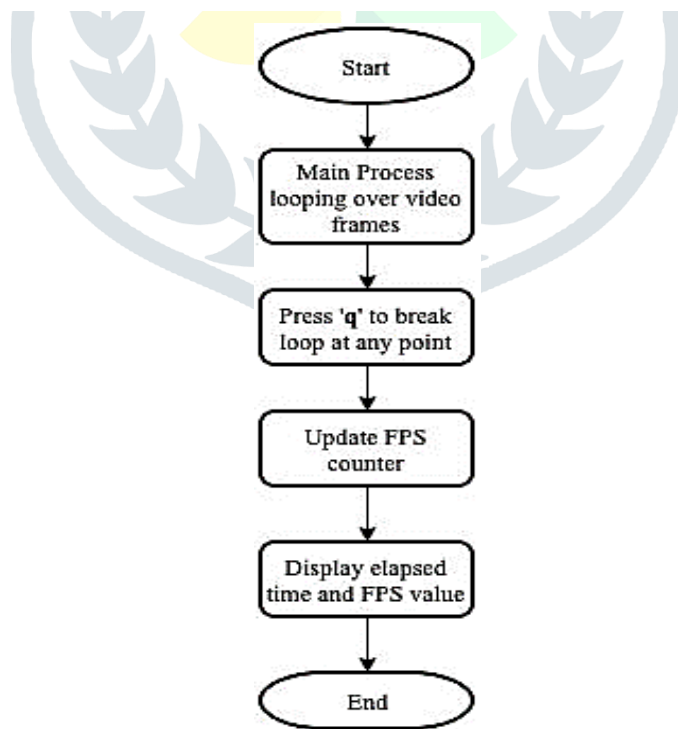 Start
Main Process
looping over video
frames
Press 'q' to break
loop at any point
Update FPS
counter
Display elapsed
time and FPS value
End